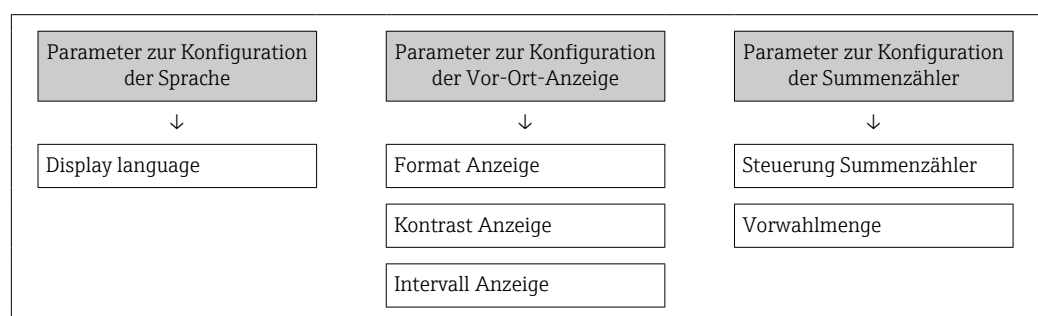 Parameter zur Konfiguration
der Sprache
↓
Display language
Parameter zur Konfiguration
der Vor-Ort-Anzeige
↓
Format Anzeige
Kontrast Anzeige
Intervall Anzeige
Parameter zur Konfiguration
der Summenzähler
↓
Steuerung Summenzähler
Vorwahlmenge